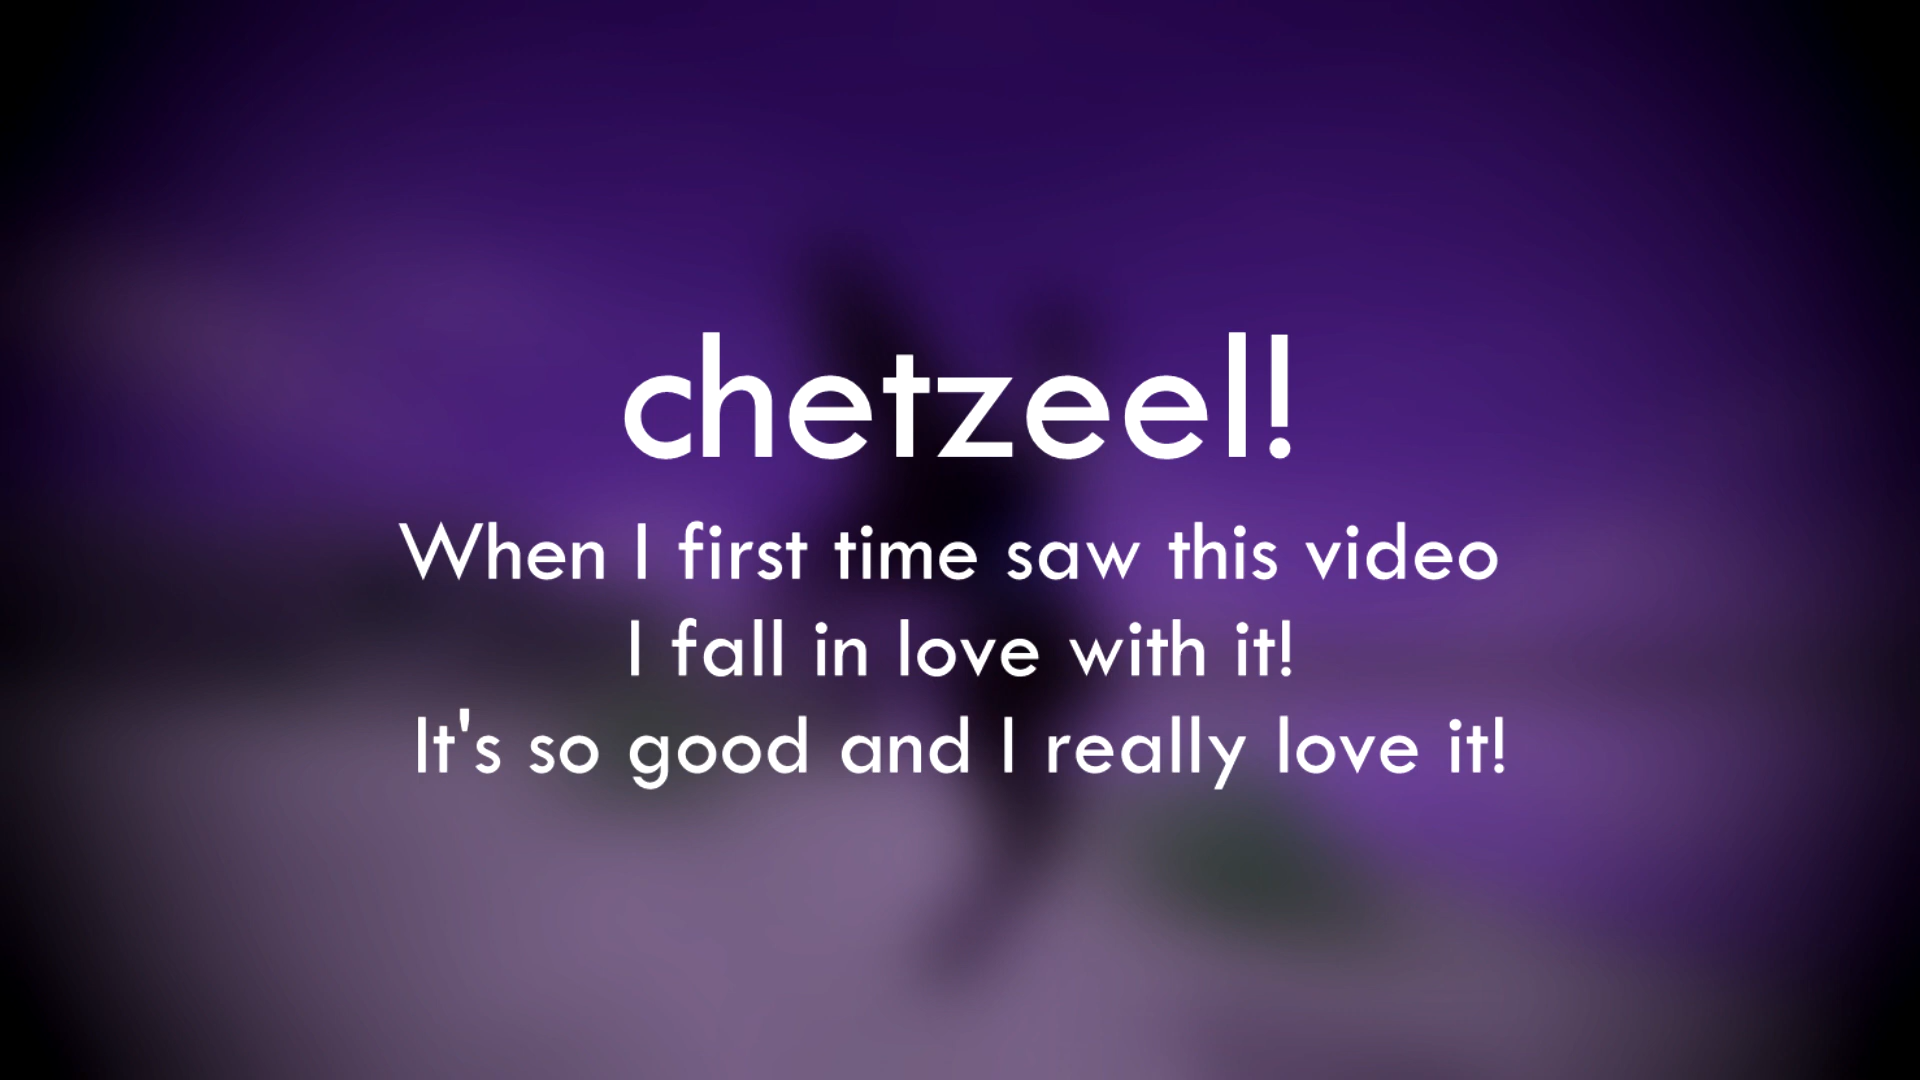 chetzeel!
When I first time saw this video
I fall in love with it!
It's so good and I really love it!